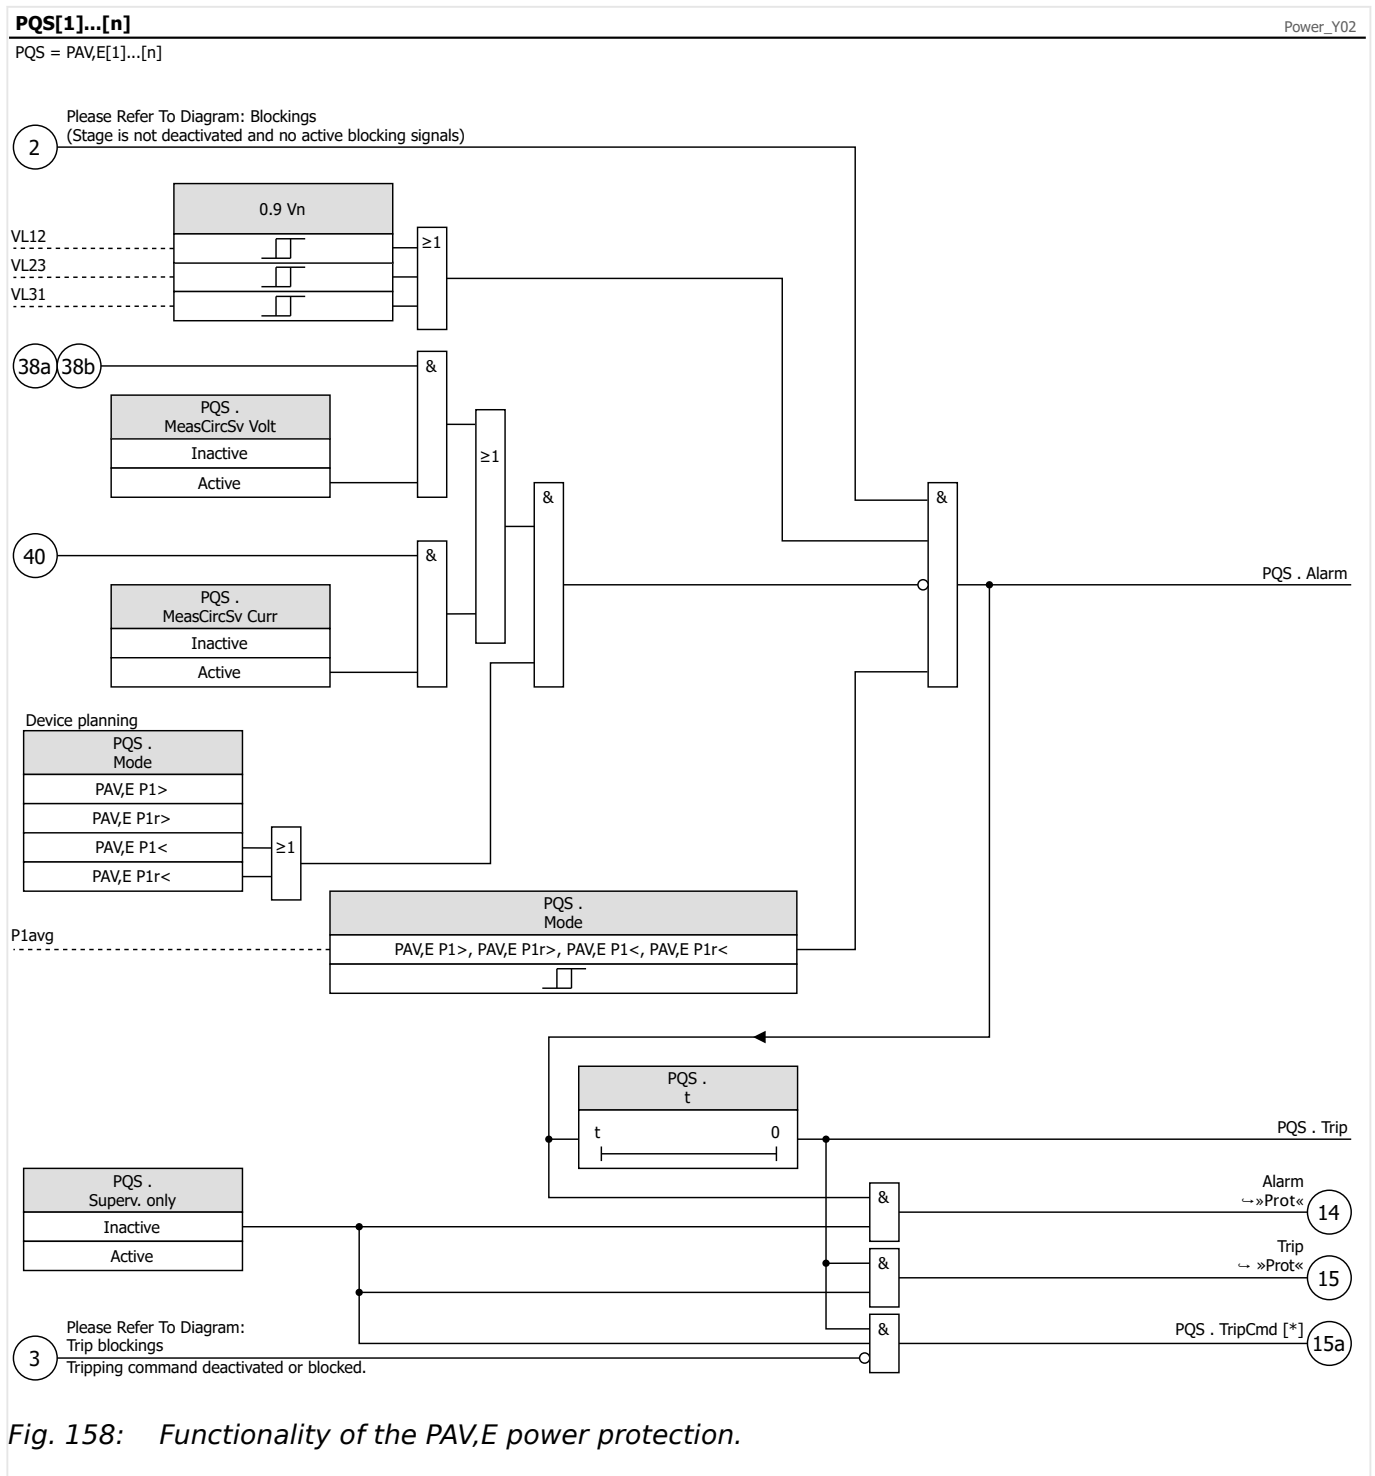 PQS[1]...[n]
Power_Y02
PQS = PAV,E[1]...[n]
Please Refer To Diagram: Blockings
(Stage is not deactivated and no active blocking signals)
2
0.9 Vn
VL12
VL23
VL31
≥1
38a
38b
&
PQS .
MeasCircSv Volt
Inactive
Active
≥1
&
&
40
&
PQS .
MeasCircSv Curr
Inactive
Active
PQS . Alarm
Device planning
PQS .
Mode
PAV,E P1>
PAV,E P1r>
PAV,E P1<
PAV,E P1r<
≥1
PQS .
Mode
P1avg
PAV,E P1>, PAV,E P1r>, PAV,E P1<, PAV,E P1r<
PQS .
t
t
0
PQS . Trip
PQS .
Superv. only
Inactive
Active
&
Alarm
↪»Prot«
14
&
Trip
↪ »Prot«
15
3
Please Refer To Diagram:
Trip blockings
Tripping command deactivated or blocked.
&
PQS . TripCmd [*]
15a
Fig. 158: Functionality of the PAV,E power protection.